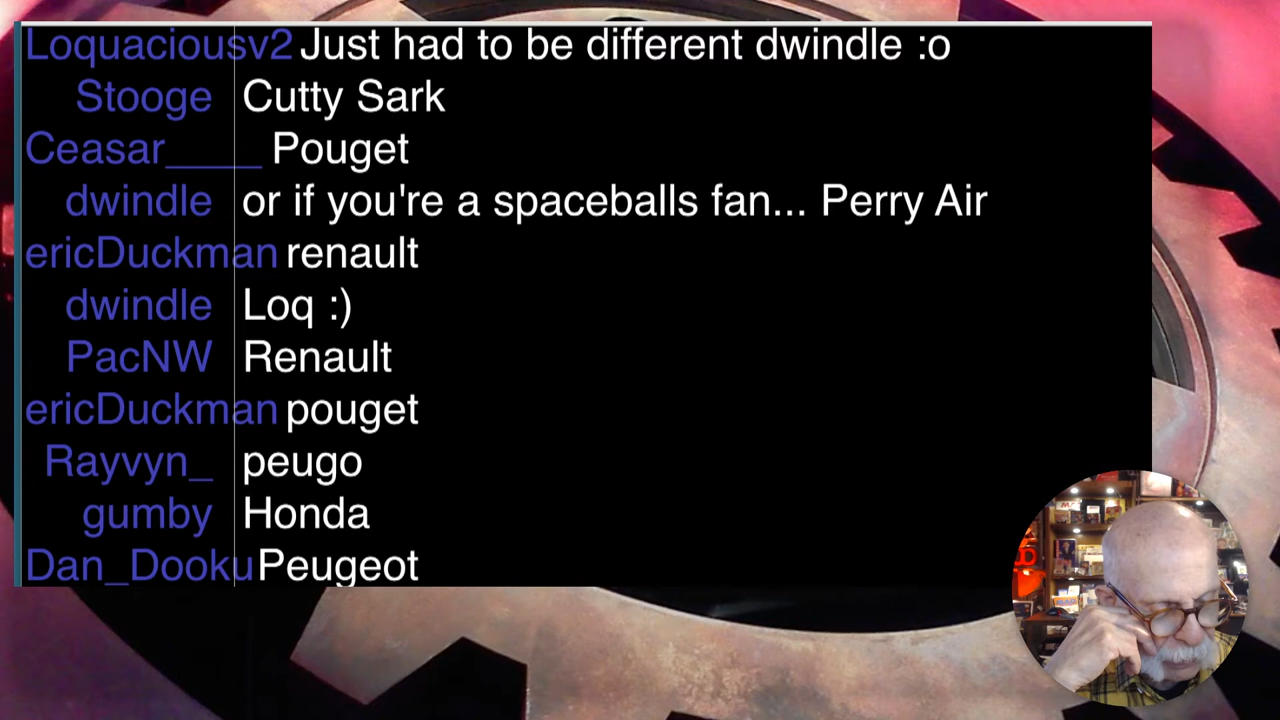 Loquaciousv2 Just had to be different dwindle :o
Stooge Cutty Sark
Ceasar____ Pouget
dwindle or if you're a spaceballs fan... Perry Air
ericDuckman renault
dwindle Loq :)
PacNW Renault
ericDuckman pouget
Rayvyn_ peugo
gumby Honda
Dan_Dooku Peugeot